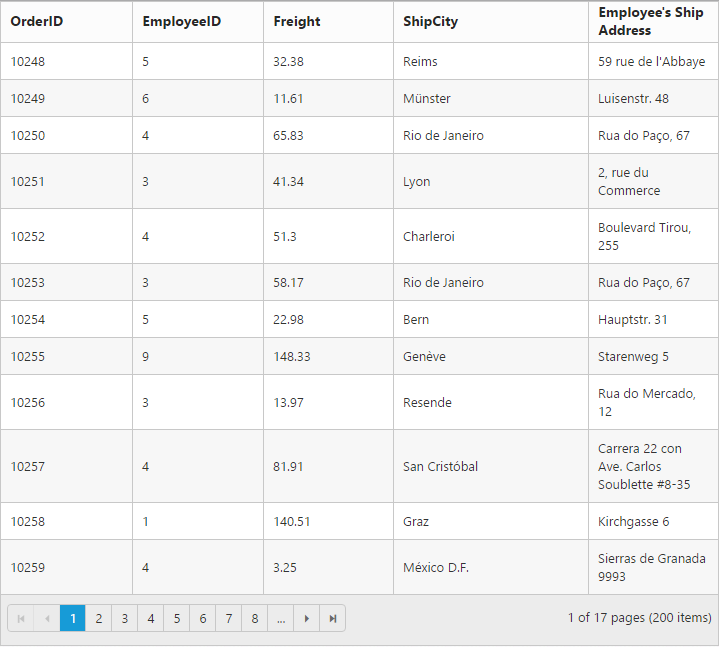 OrderID EmployeeID Freight ShipCity Employee's Ship
Address
10248 5 32.38 Reims 59 rue de l'Abbaye
10249 6 11.61 Münster Luisenstr. 48
10250 4 65.83 Rio de Janeiro Rua do Paço, 67
10251 3 41.34 Lyon 2, rue du
Commerce
10252 4 51.3 Charleroi Boulevard Tirou,
255
10253 3 58.17 Rio de Janeiro Rua do Paço, 67
10254 5 22.98 Bern Hauptstr. 31
10255 9 148.33 Genève Starenweg 5
10256 3 13.97 Resende Rua do Mercado,
12
10257 4 81.91 San Cristóbal Carrera 22 con
Ave. Carlos
Soublette #8-35
10258 1 140.51 Graz Kirchgasse 6
10259 4 3.25 México D.F. Sierras de Granada
9993
1 2 3 4 5 6 7 8 ... 1 of 17 pages (200 items)